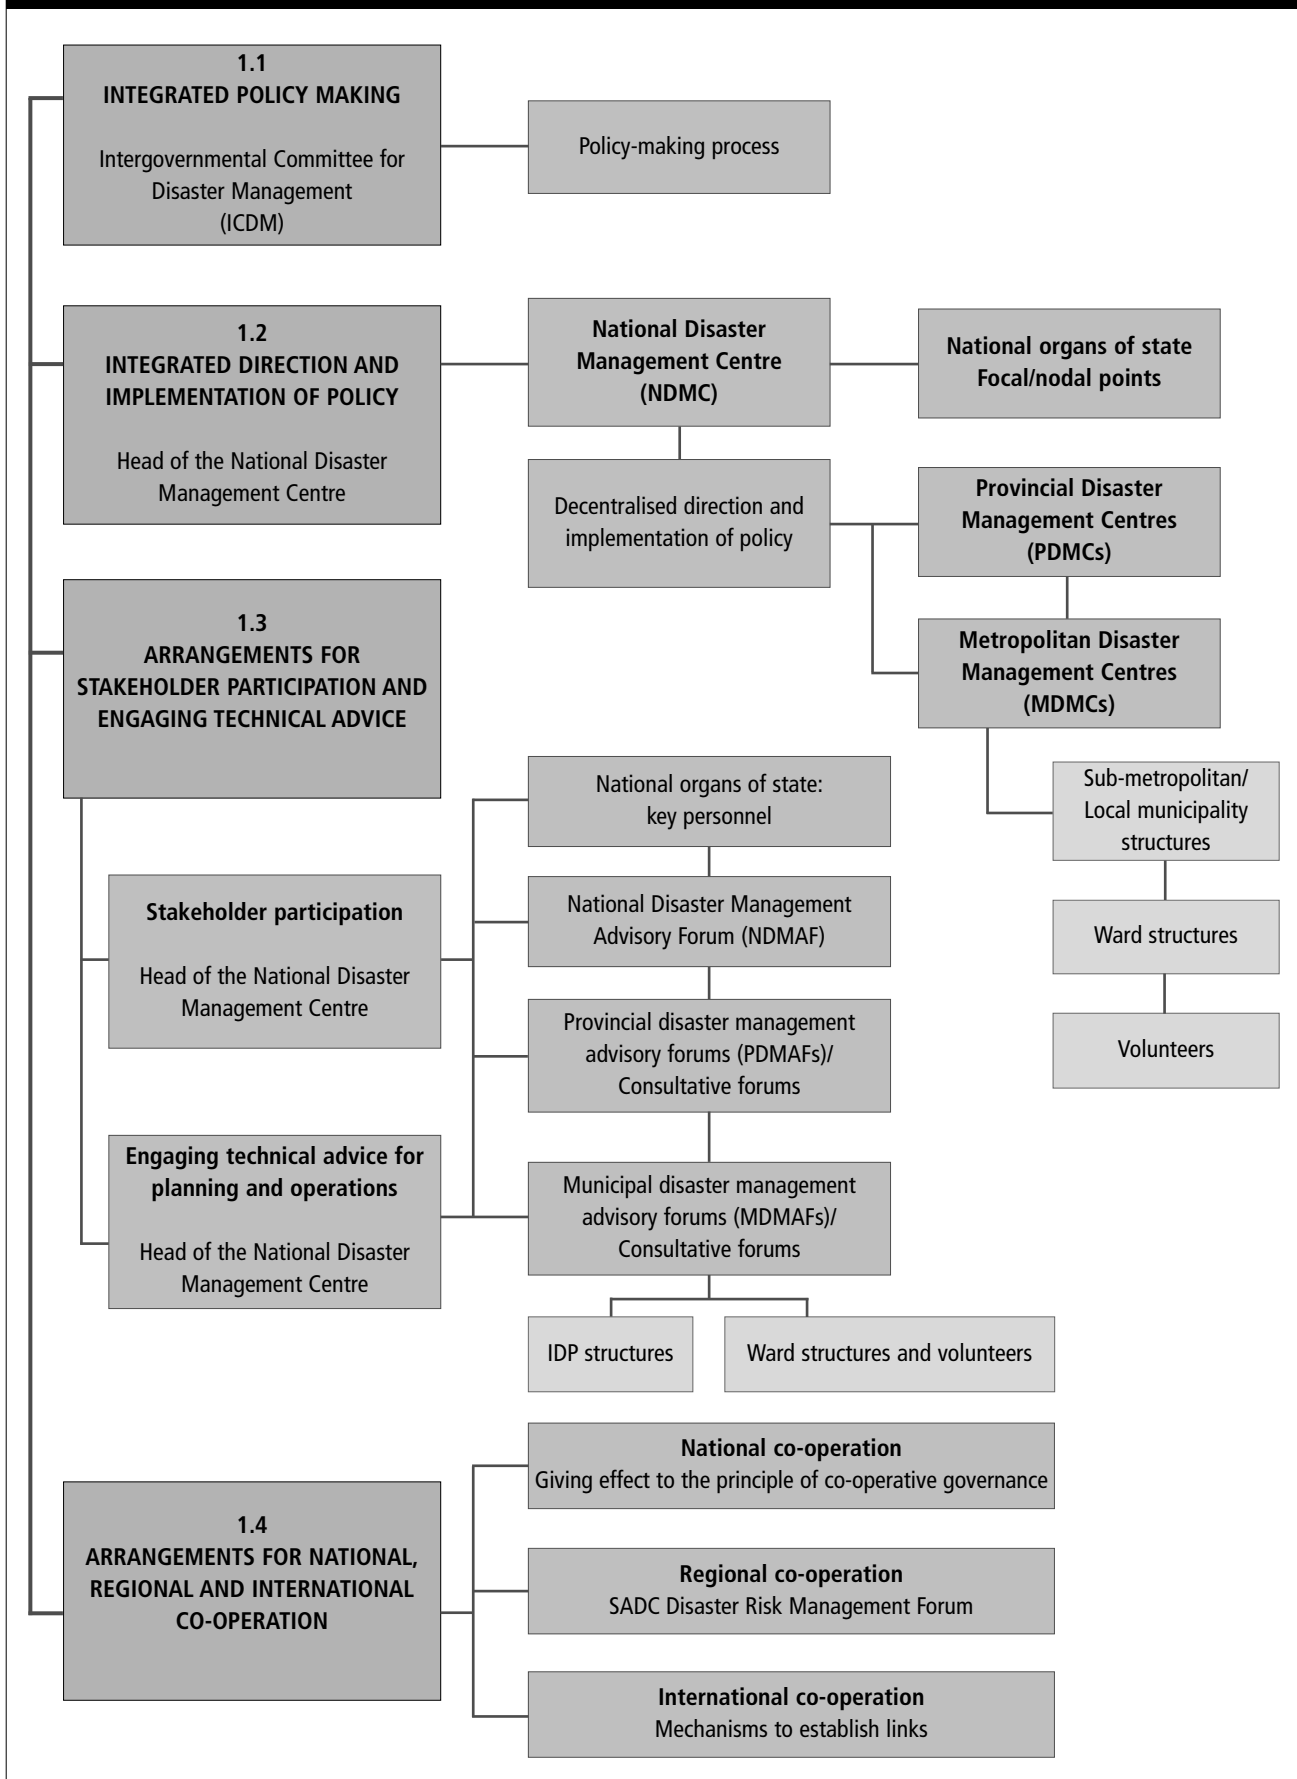 1.1
INTEGRATED POLICY MAKING
Intergovernmental Committee for
Disaster Management
(ICDM)
Policy-making process
1.2
INTEGRATED DIRECTION AND
IMPLEMENTATION OF POLICY
Head of the National Disaster
Management Centre
National Disaster
Management Centre
(NDMC)
National organs of state
Focal/nodal points
Decentralised direction and
implementation of policy
Provincial Disaster
Management Centres
(PDMCs)
Metropolitan Disaster
Management Centres
(MDMCs)
Sub-metropolitan/
Local municipality
structures
Ward structures
Volunteers
1.3
ARRANGEMENTS FOR
STAKEHOLDER PARTICIPATION AND
ENGAGING TECHNICAL ADVICE
Stakeholder participation
Head of the National Disaster
Management Centre
Engaging technical advice for
planning and operations
Head of the National Disaster
Management Centre
National organs of state:
key personnel
National Disaster Management
Advisory Forum (NDMAF)
Provincial disaster management
advisory forums (PDMAFs)/
Consultative forums
Municipal disaster management
advisory forums (MDMAFs)/
Consultative forums
IDP structures
Ward structures and volunteers
1.4
ARRANGEMENTS FOR NATIONAL,
REGIONAL AND INTERNATIONAL
CO-OPERATION
National co-operation
Giving effect to the principle of co-operative governance
Regional co-operation
SADC Disaster Risk Management Forum
International co-operation
Mechanisms to establish links